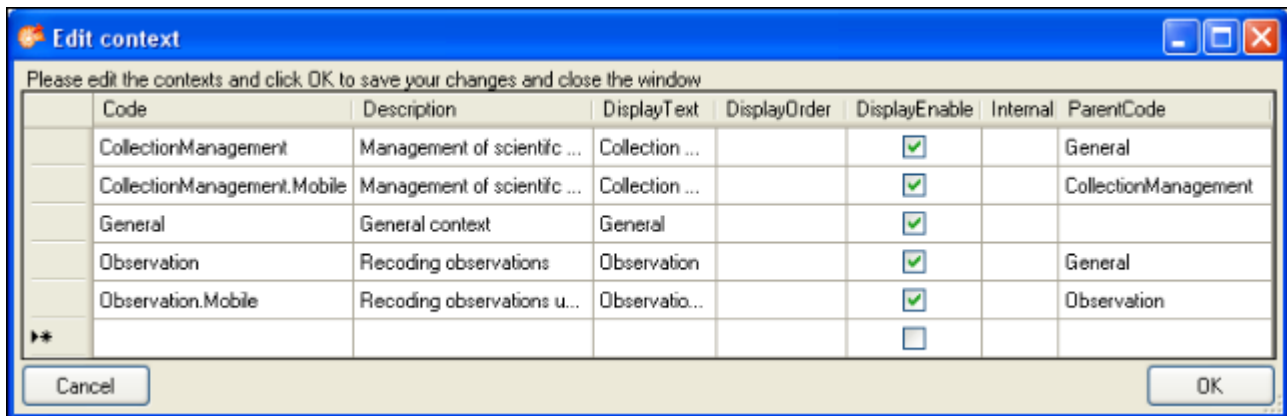 Edit context
Please edit the contexts and click OK to save your changes and close the window
Code Description DisplayText DisplayOrder DisplayEnable Internal ParentCode
CollectionManagement Management of scientifc ... Collection ... General
CollectionManagement.Mobile Management of scientifc ... Collection ... CollectionManagement
General General context General
Observation Recoding observations Observation General
Observation.Mobile Recoding observations u... Observatio... Observation
Cancel OK